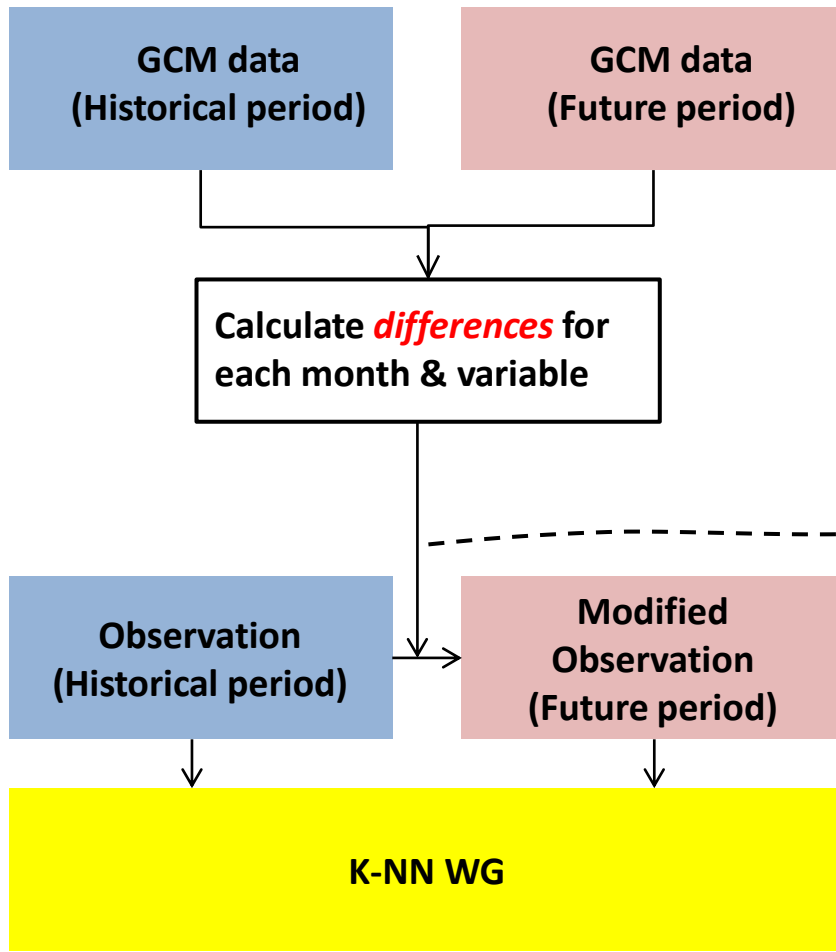 GCM data
(Historical period)
GCM data
(Future period)
Calculate differences for
each month & variable
Observation
(Historical period)
Modified
Observation
(Future period)
K-NN WG